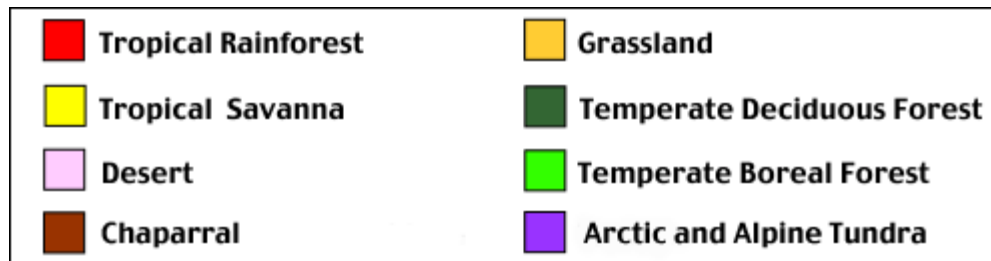 Tropical Rainforest
Tropical Savanna
Desert
Chaparral
Grassland
Temperate Deciduous Forest
Temperate Boreal Forest
Arctic and Alpine Tundra